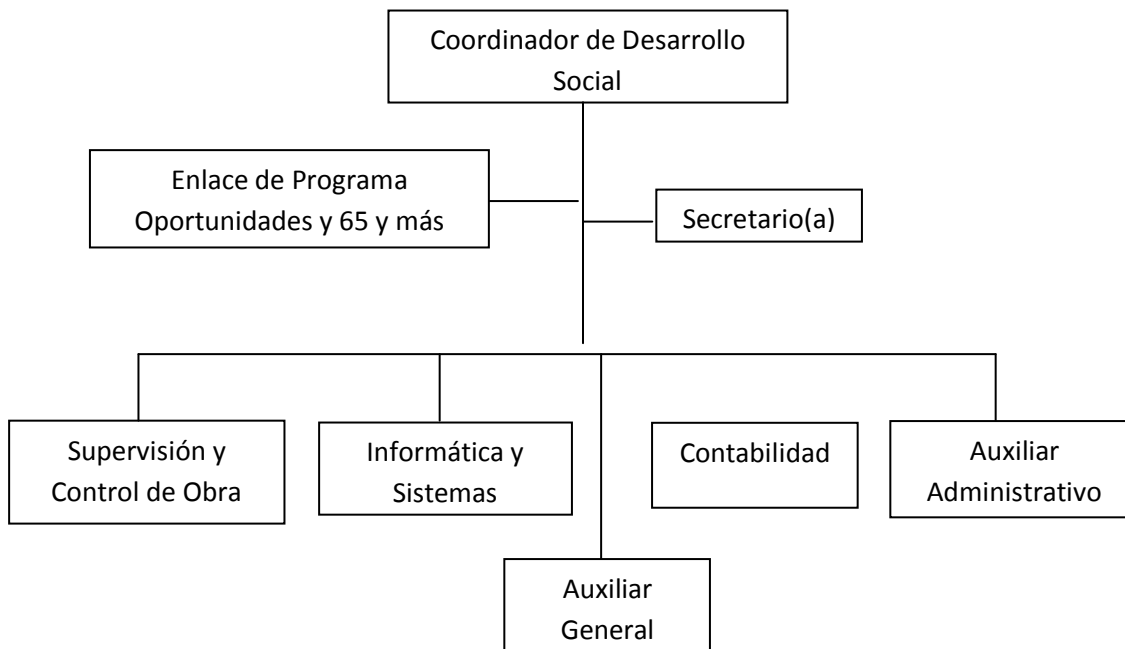 Coordinador de Desarrollo
Social
Enlace de Programa
Oportunidades y 65 y más
Secretario(a)
Supervisión y
Control de Obra
Informática y
Sistemas
Contabilidad
Auxiliar
Administrativo
Auxiliar
General